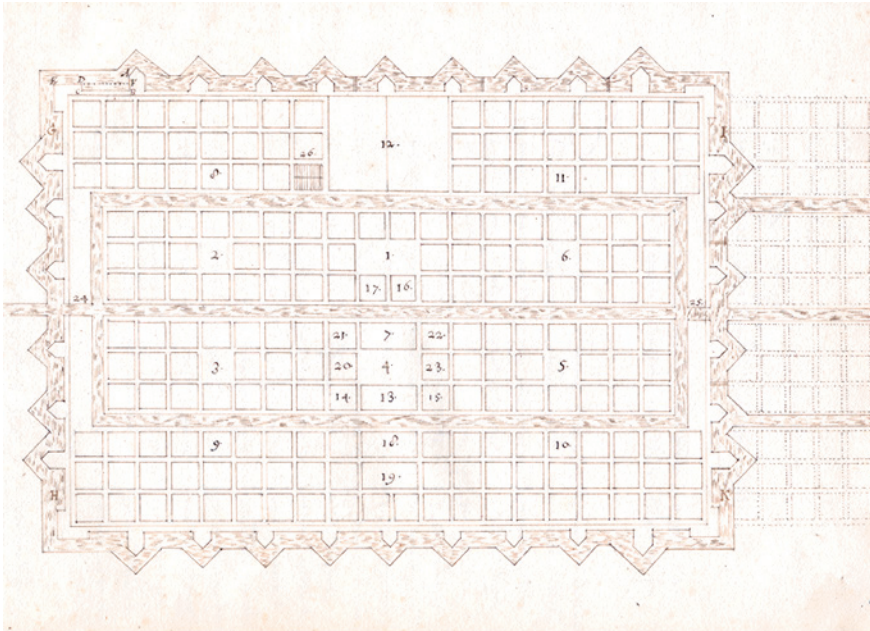 B D A
G I
12.
26.
8. 11.
2. 1. 6.
17. 16.
24. 25.
21. 7. 22.
3. 20. 4. 23. 5.
14. 13. 15.
9. 18. 10.
19.
H K